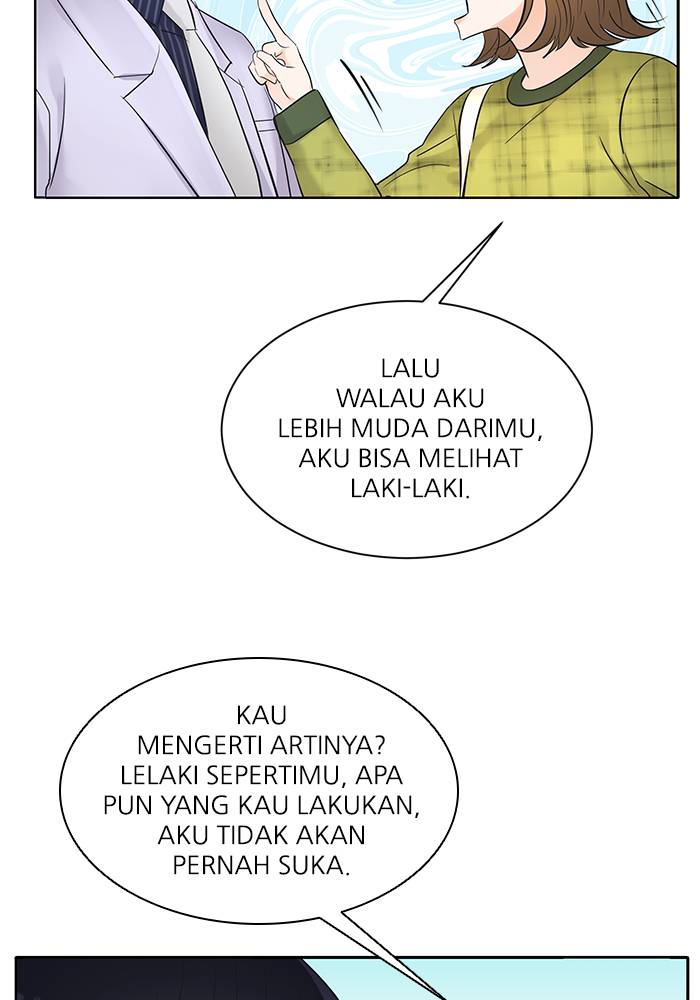 LALU
WALAU AKU
LEBIH MUDA DARIMU,
AKU BISA MELIHAT
LAKI-LAKI.
KAU
MENGERTI ARTINYA?
LELAKI SEPERTIMU, APA
PUN YANG KAU LAKUKAN,
AKU TIDAK AKAN
PERNAH SUKA.